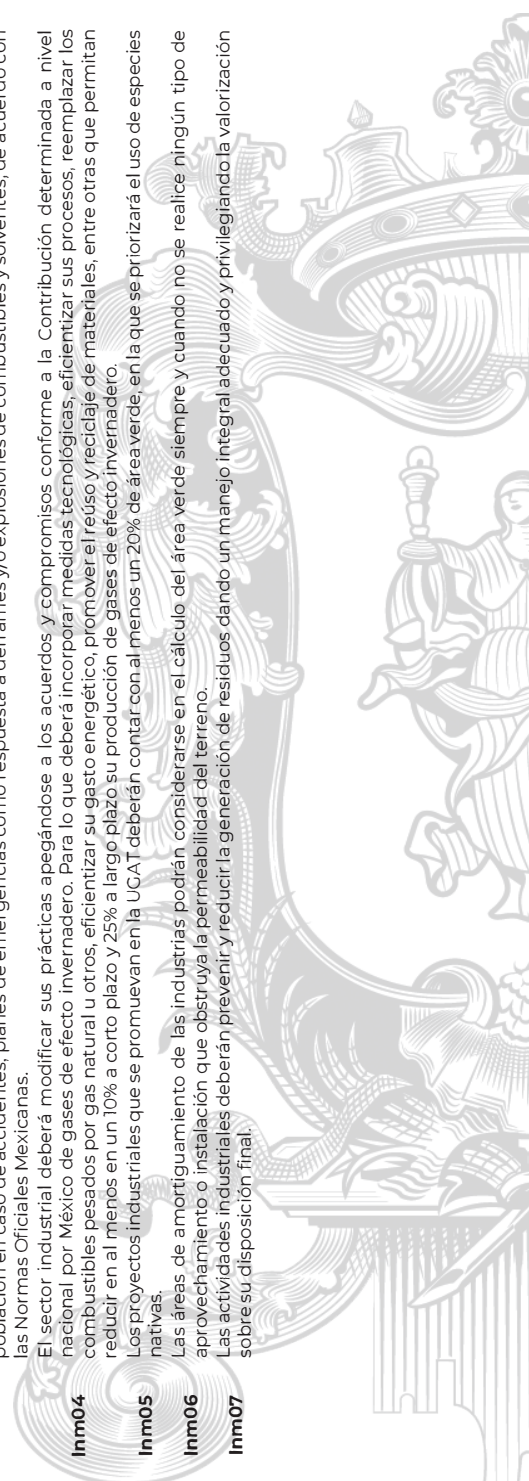 población en caso de accidentes, planes de emergencias como respuesta a derrames y/o explosiones de combustibles y solventes, de acuerdo con
las Normas Oficiales Mexicanas.
Inm04 El sector industrial deberá modificar sus prácticas apegándose a los acuerdos y compromisos conforme a la Contribución determinada a nivel
nacional por México de gases de efecto invernadero. Para lo que deberá incorporar medidas tecnológicas, eficientizar sus procesos, reemplazar los
combustibles pesados por gas natural u otros, eficientizar su gasto energético, promover el reúso y reciclaje de materiales, entre otras que permitan
reducir en al menos en un 10% a corto plazo y 25% a largo plazo su producción de gases de efecto invernadero.
Inm05 Los proyectos industriales que se promuevan en la UGAT deberán contar con al menos un 20% de área verde, en la que se priorizará el uso de especies
nativas.
Inm06 Las áreas de amortiguamiento de las industrias podrán considerarse en el cálculo del área verde siempre y cuando no se realice ningún tipo de
aprovechamiento o instalación que obstruya la permeabilidad del terreno.
Inm07 Las actividades industriales deberán prevenir y reducir la generación de residuos dando un manejo integral adecuado y privilegiando la valorización
sobre su disposición final.